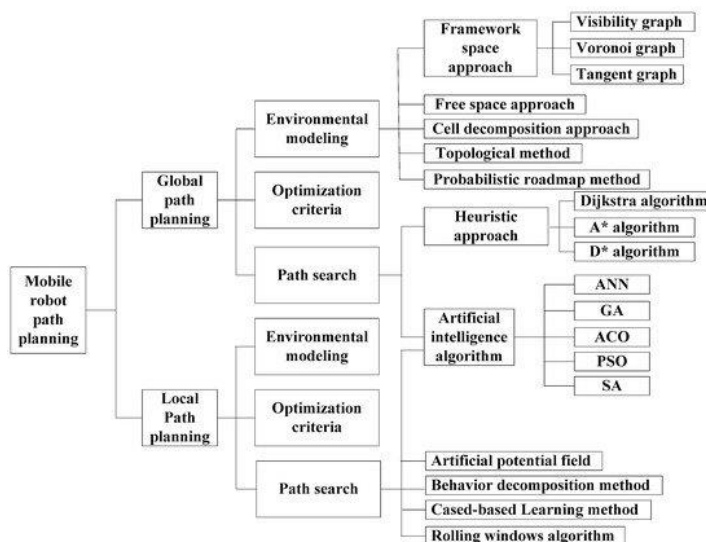 Framework
space
approach
Visibility graph
Voronoi graph
Tangent graph
Free space approach
Environmental
modeling
Cell decomposition approach
Topological method
Probabilistic roadmap method
Global
path
planning
Optimization
criteria
Heuristic
approach
Dijkstra algorithm
A* algorithm
D* algorithm
Path search
Mobile
robot
path
planning
Artificial
intelligence
algorithm
ANN
GA
ACO
PSO
SA
Environmental
modeling
Local
Path
planning
Optimization
criteria
Path search
Artificial potential field
Behavior decomposition method
Cased-based Learning method
Rolling windows algorithm